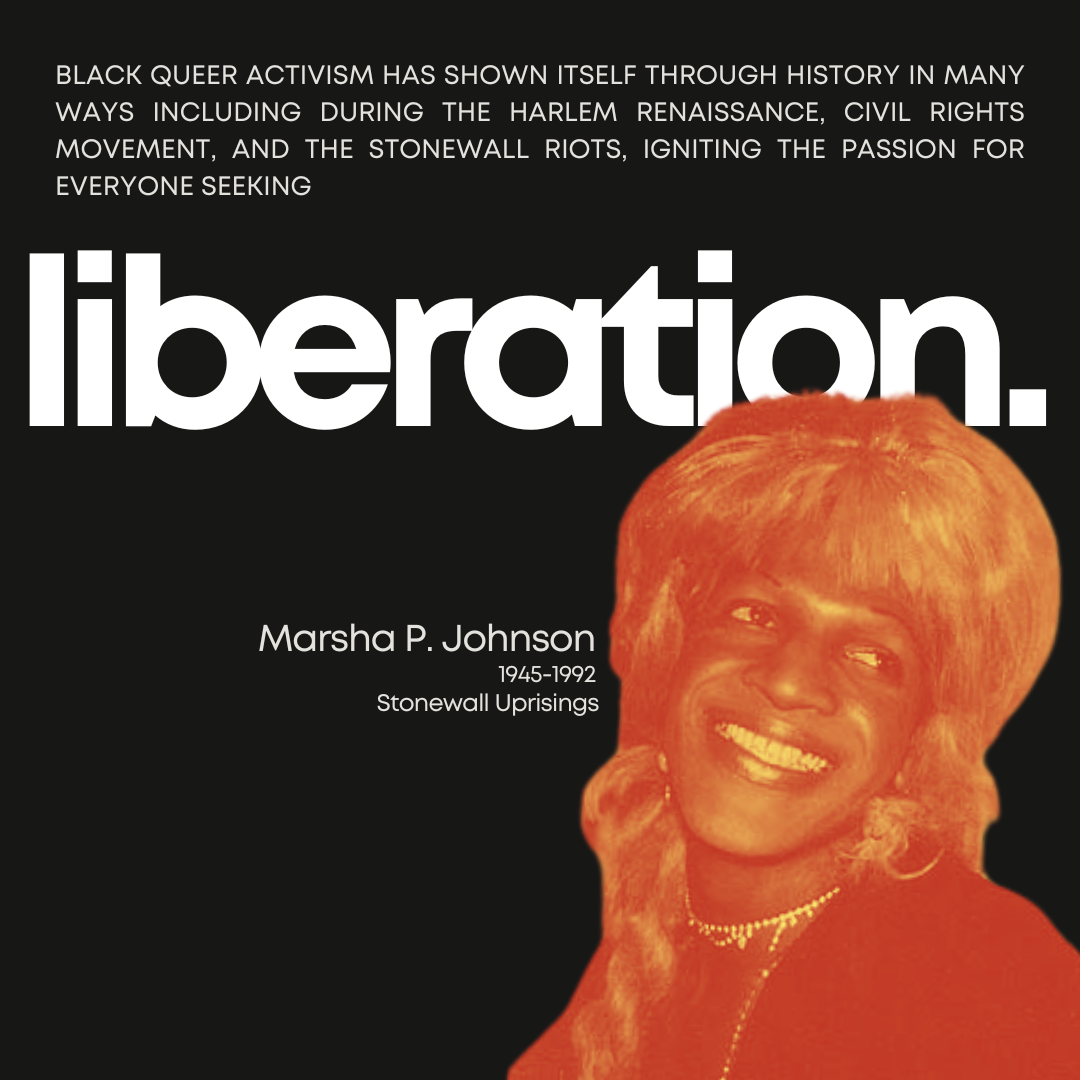 BLACK QUEER ACTIVISM HAS SHOWN ITSELF THROUGH HISTORY IN MANY
WAYS INCLUDING DURING THE HARLEM RENAISSANCE, CIVIL RIGHTS
MOVEMENT, AND THE STONEWALL RIOTS, IGNITING THE PASSION FOR
EVERYONE SEEKING
liberation.
Marsha P. Johnson
1945-1992
Stonewall Uprisings